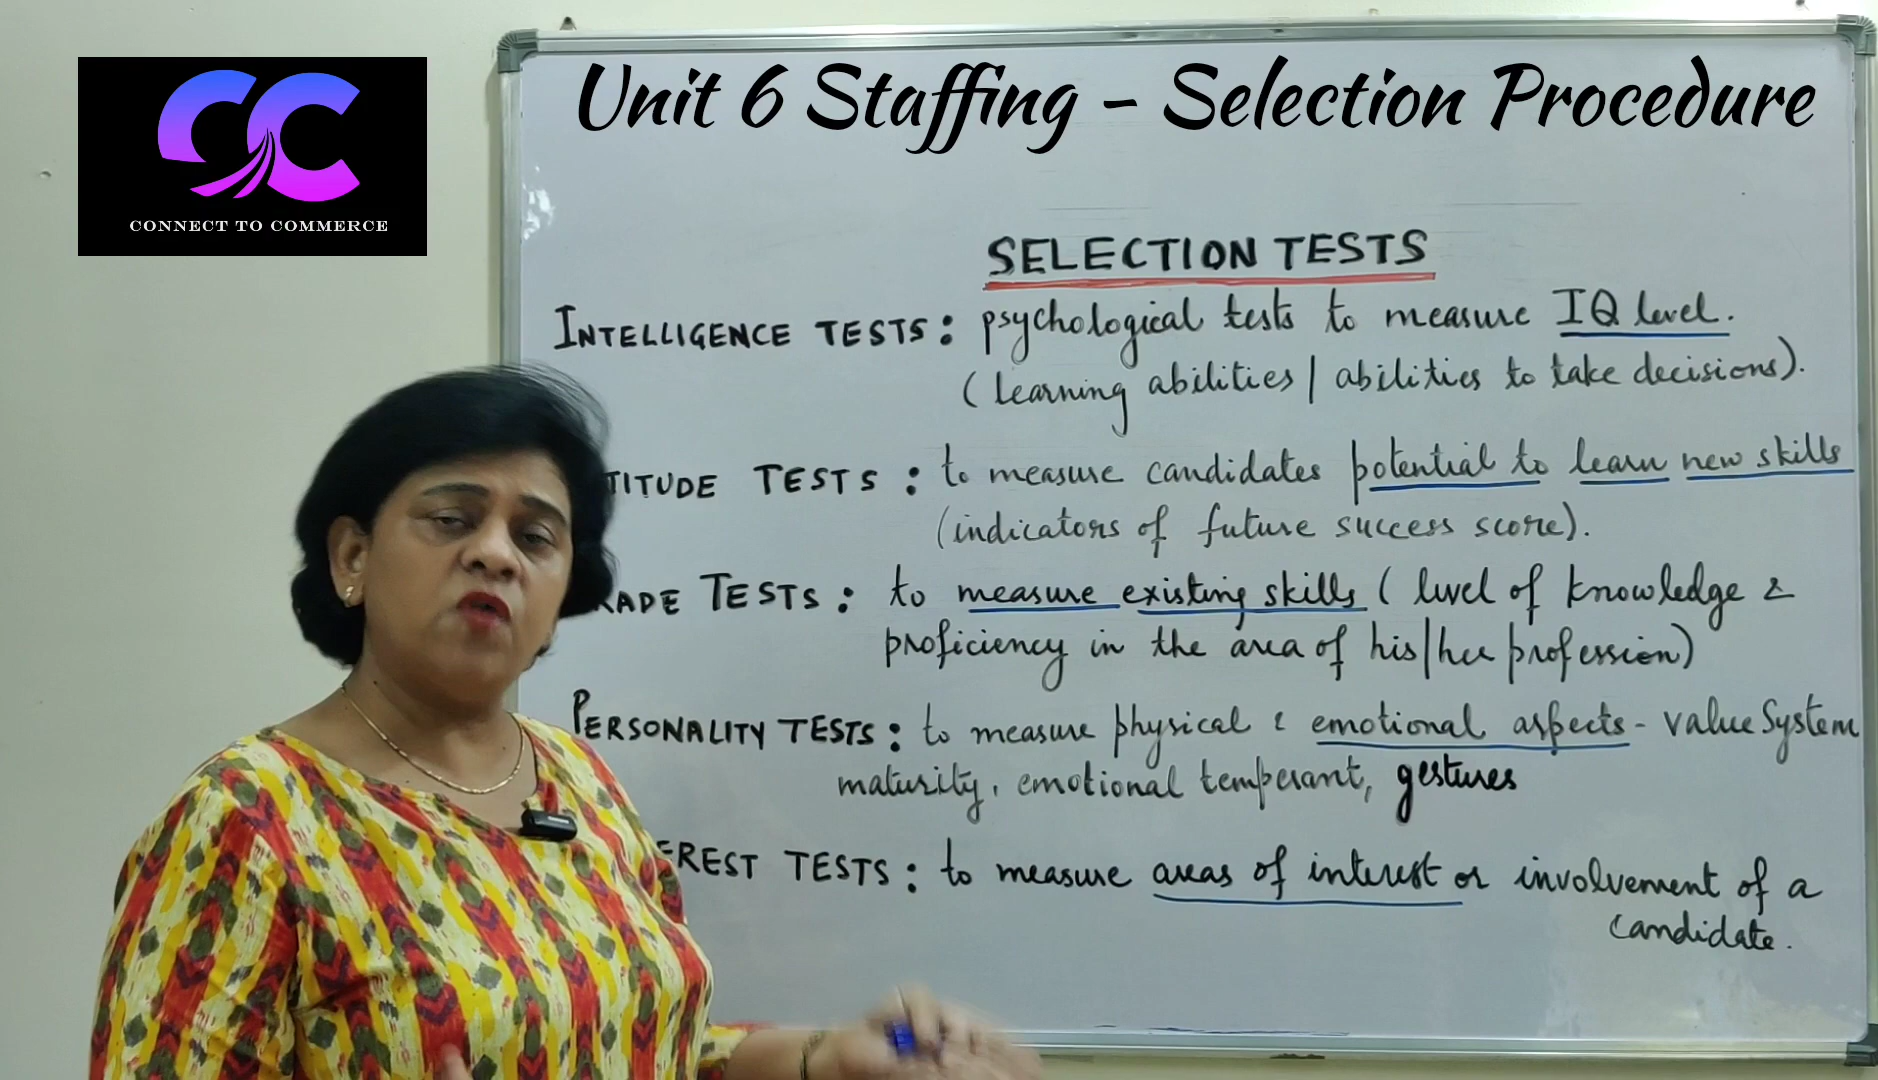 CC
CONNECT TO COMMERCE
Unit 6 Staffing - Selection Procedure
SELECTION TESTS
INTELLIGENCE TESTS: psychological tests to measure IQ level.
(learning abilities / abilities to take decisions).
TITUDE TESTS: to measure candidates potential to learn new skills
(indicators of future success score).
RADE TESTS: to measure existing skills (level of knowledge &
proficiency in the area of his/her profession)
PERSONALITY TESTS: to measure physical & emotional aspects - value System
maturity, emotional temperant, gestures
EREST TESTS: to measure areas of interest or involvement of a
candidate.